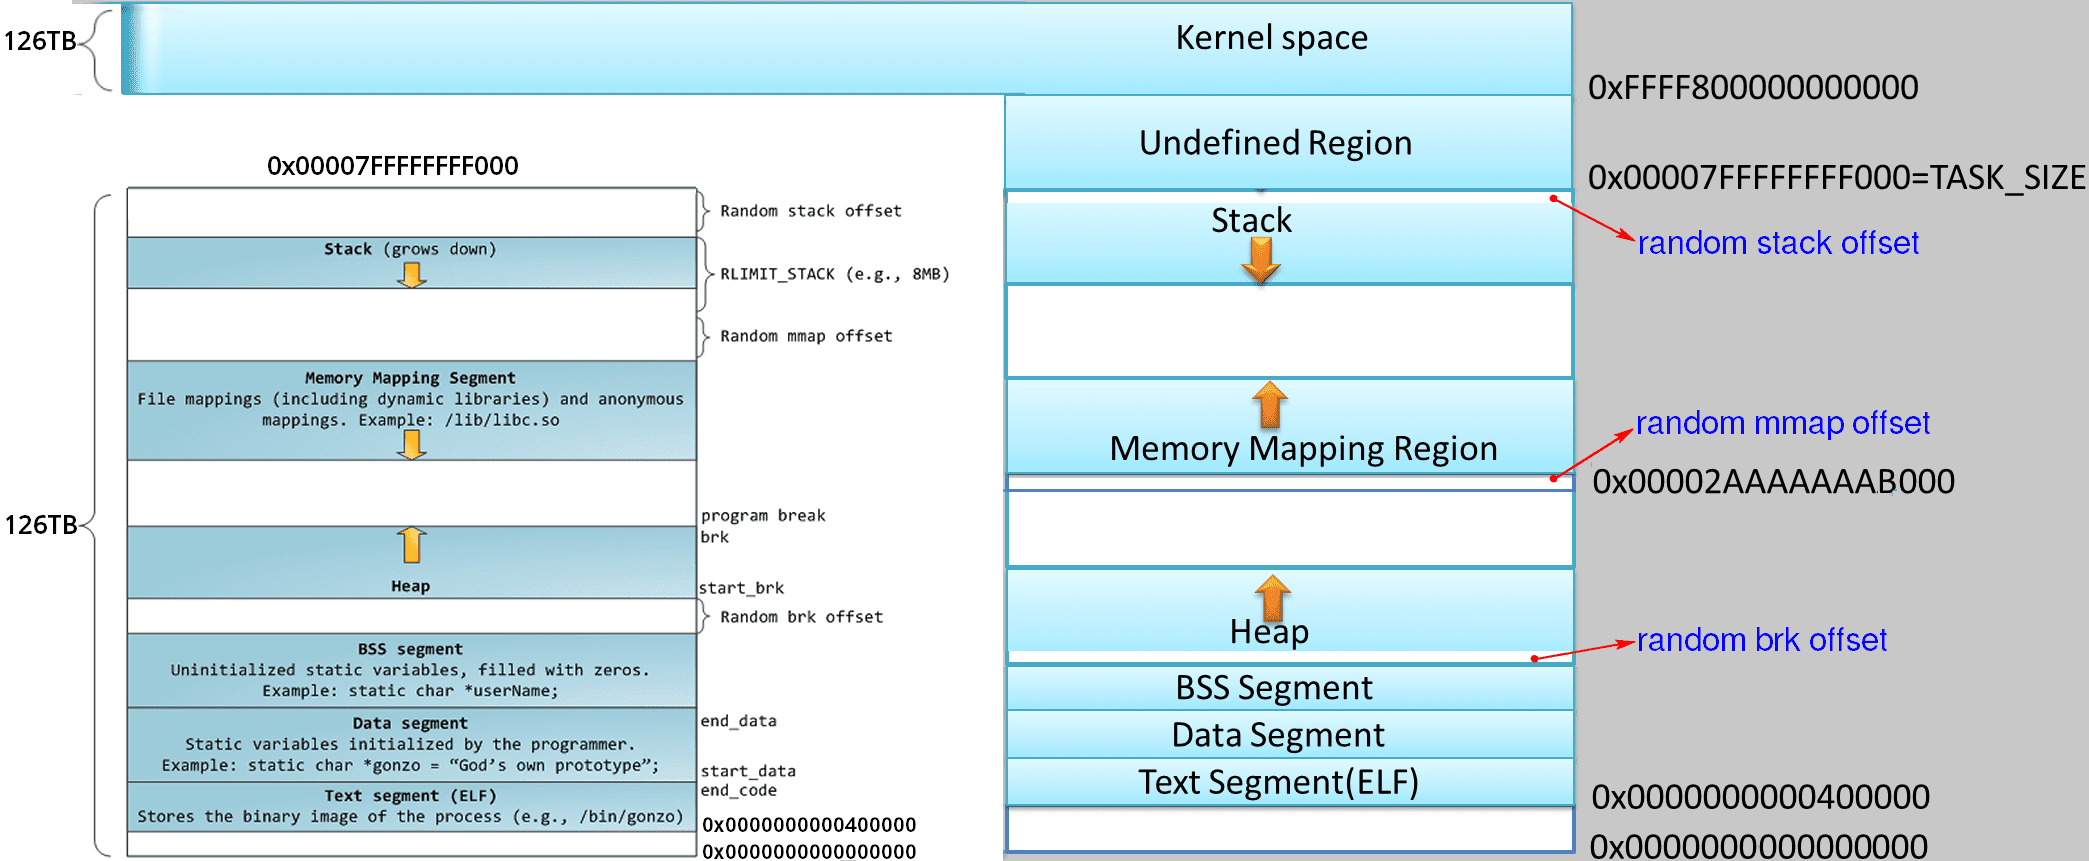 126TB
Kernel space
0xFFFF800000000000
Undefined Region
0x00007FFFFFFFF000
0x00007FFFFFFFF000=TASK_SIZE
Random stack offset
Stack (grows down)
RLIMIT_STACK (e.g., 8MB)
Random mmap offset
Memory Mapping Segment
File mappings (including dynamic libraries) and anonymous
mappings. Example: /lib/libc.so
126TB
program break
brk
Heap
start_brk
Random brk offset
BSS segment
Uninitialized static variables, filled with zeros.
Example: static char *userName;
Data segment
Static variables initialized by the programmer.
Example: static char *gonzo = “God’s own prototype”;
end_data
start_data
end_code
Text segment (ELF)
Stores the binary image of the process (e.g., /bin/gonzo)
0x0000000000400000
0x0000000000000000
Stack
random stack offset
Memory Mapping Region
random mmap offset
0x00002AAAAAAAB000
Heap
random brk offset
BSS Segment
Data Segment
Text Segment(ELF)
0x0000000000400000
0x0000000000000000